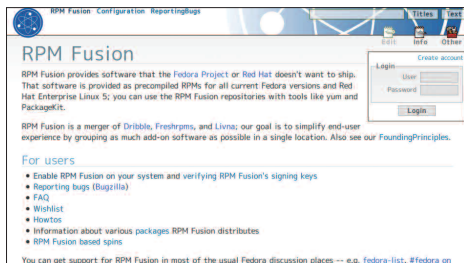 RPM Fusion Configuration ReportingBugs
Titles Text
Edit Info Other
RPM Fusion
Create account
Login
User
Password
Login
RPM Fusion provides software that the Fedora Project or Red Hat doesn't want to ship.
That software is provided as precompiled RPMs for all current Fedora versions and Red
Hat Enterprise Linux 5; you can use the RPM Fusion repositories with tools like yum and
PackageKit.
RPM Fusion is a merger of Dribble, Freshrpms, and Livna; our goal is to simplify end-user
experience by grouping as much add-on software as possible in a single location. Also see our FoundingPrinciples.
For users
• Enable RPM Fusion on your system and verifying RPM Fusion's signing keys
• Reporting bugs (Bugzilla)
• FAQ
• Wishlist
• Howtos
• Information about various packages RPM Fusion distributes
• RPM Fusion based spins
You can get support for RPM Fusion in most of the usual Fedora discussion places -- e.g. fedora-list, #fedora on